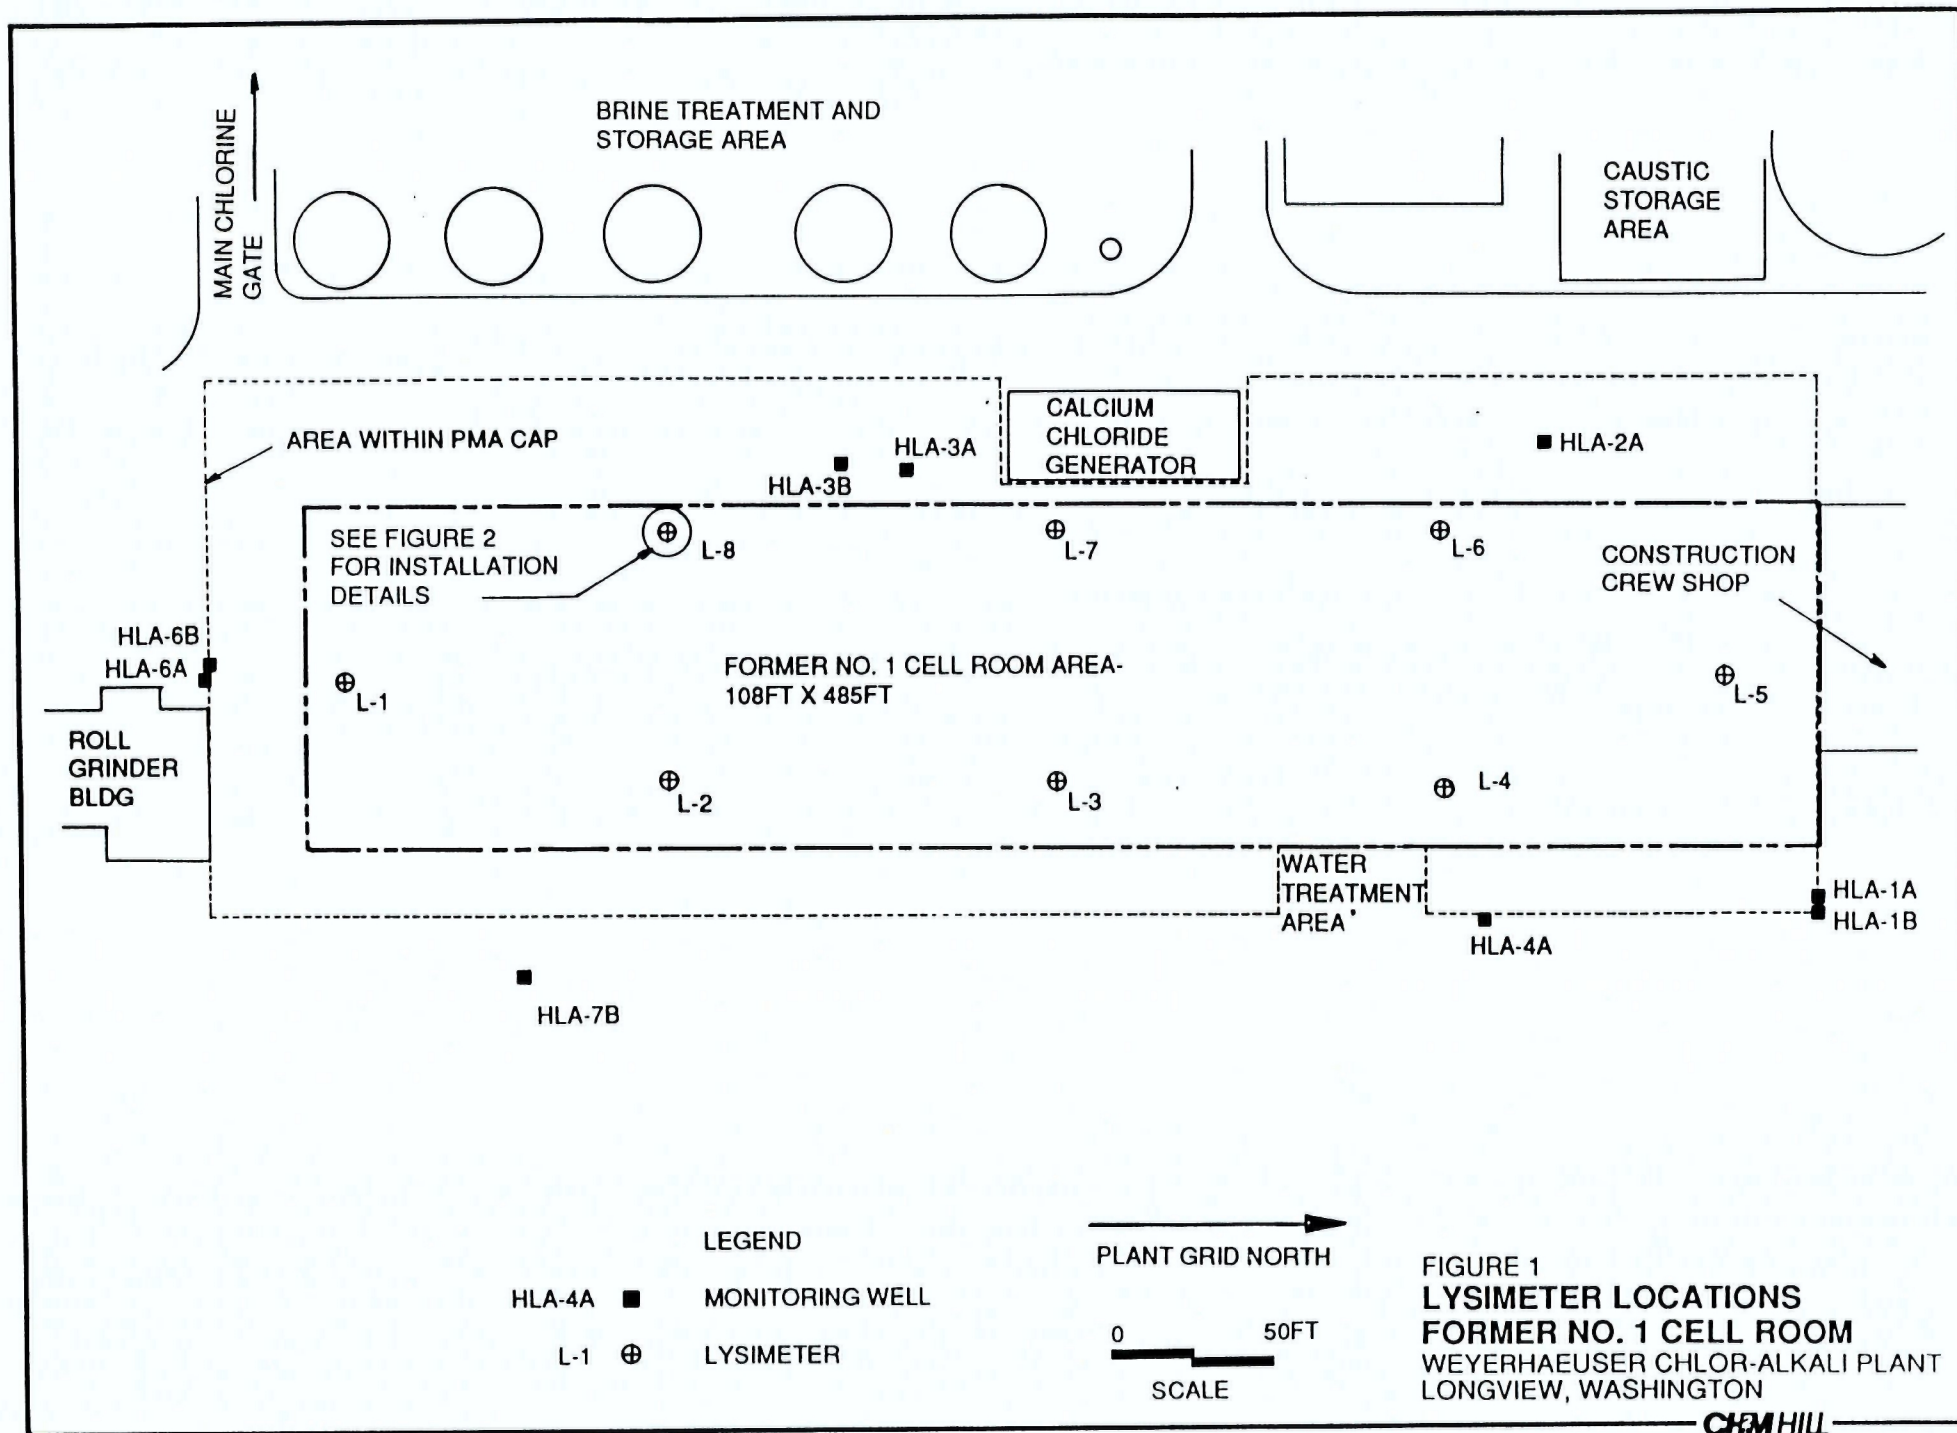 BRINE TREATMENT AND
STORAGE AREA
MAIN CHLORINE
GATE
CAUSTIC
STORAGE
AREA
AREA WITHIN PMA CAP
HLA-3A
HLA-3B
CALCIUM
CHLORIDE
GENERATOR
HLA-2A
SEE FIGURE 2
FOR INSTALLATION
DETAILS
L-8
L-7
L-6
CONSTRUCTION
CREW SHOP
HLA-6B
HLA-6A
L-1
FORMER NO. 1 CELL ROOM AREA-
108FT X 485FT
L-5
ROLL
GRINDER
BLDG
L-2
L-3
L-4
WATER
TREATMENT
AREA
HLA-1A
HLA-1B
HLA-4A
HLA-7B
LEGEND
HLA-4A MONITORING WELL
L-1 LYSIMETER
PLANT GRID NORTH
0 50FT
SCALE
FIGURE 1
LYSIMETER LOCATIONS
FORMER NO. 1 CELL ROOM
WEYERHAEUSER CHLOR-ALKALI PLANT
LONGVIEW, WASHINGTON
CH2M HILL